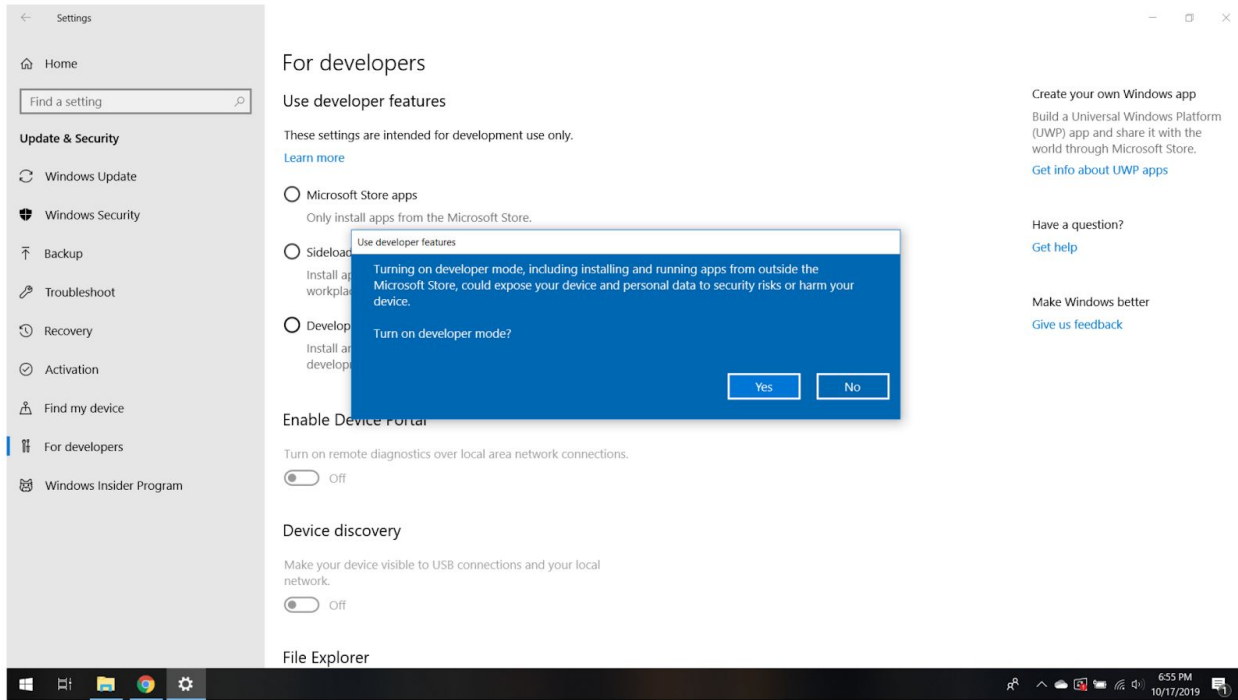 Settings
Home
Find a setting
Update & Security
Windows Update
Windows Security
Backup
Troubleshoot
Recovery
Activation
Find my device
For developers
Windows Insider Program
For developers
Use developer features
These settings are intended for development use only.
Learn more
Microsoft Store apps
Only install apps from the Microsoft Store.
Sideload
Install
Use developer features
Turning on developer mode, including installing and running apps from outside the
Microsoft Store, could expose your device and personal data to security risks or harm your
device.
Turn on developer mode?
Yes
No
Enable Device Portal
Turn on remote diagnostics over local area network connections.
Off
Device discovery
Make your device visible to USB connections and your local
network.
Off
File Explorer
Create your own Windows app
Build a Universal Windows Platform
(UWP) app and share it with the
world through Microsoft Store.
Get info about UWP apps
Have a question?
Get help
Make Windows better
Give us feedback
6:55 PM
10/17/2019
1